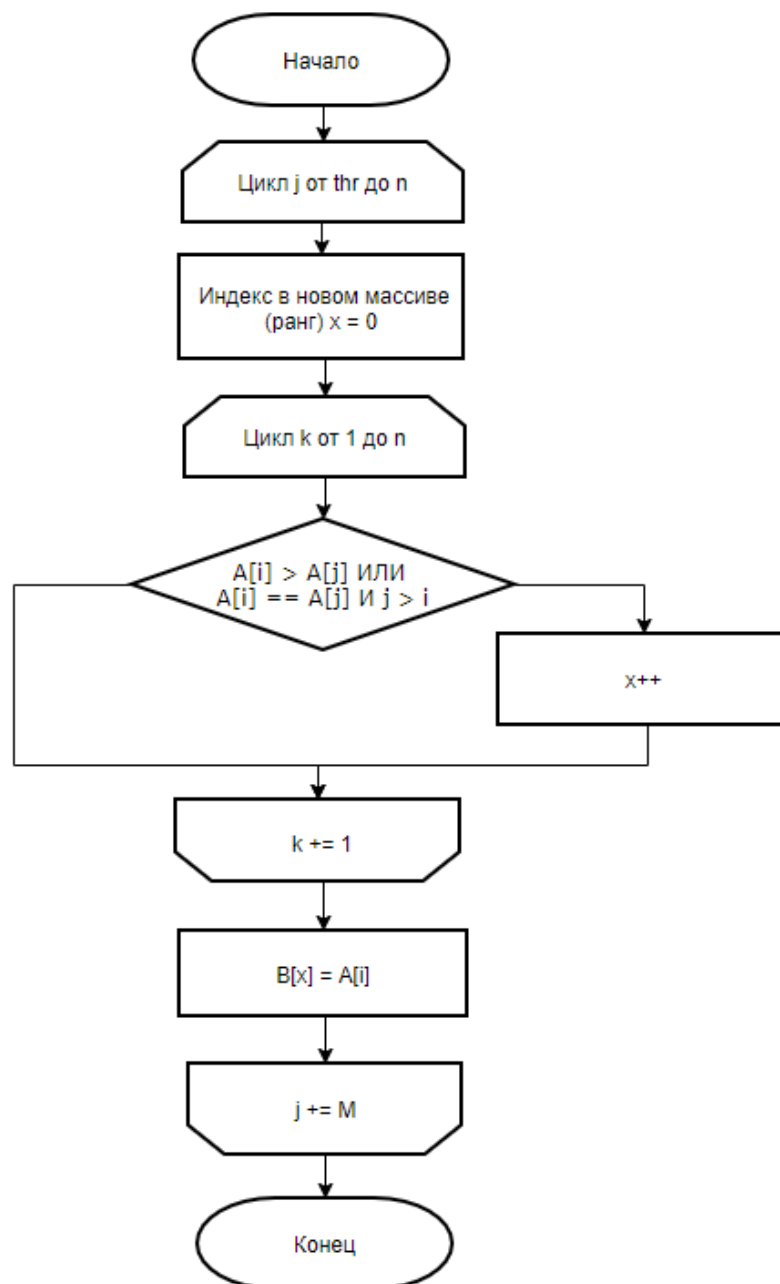 Начало
Цикл j от thr до n
Индекс в новом массиве
(ранг) x = 0
Цикл k от 1 до n
A[i] > A[j] ИЛИ
A[i] == A[j] И j > i
x++
k += 1
B[x] = A[i]
j += M
Конец